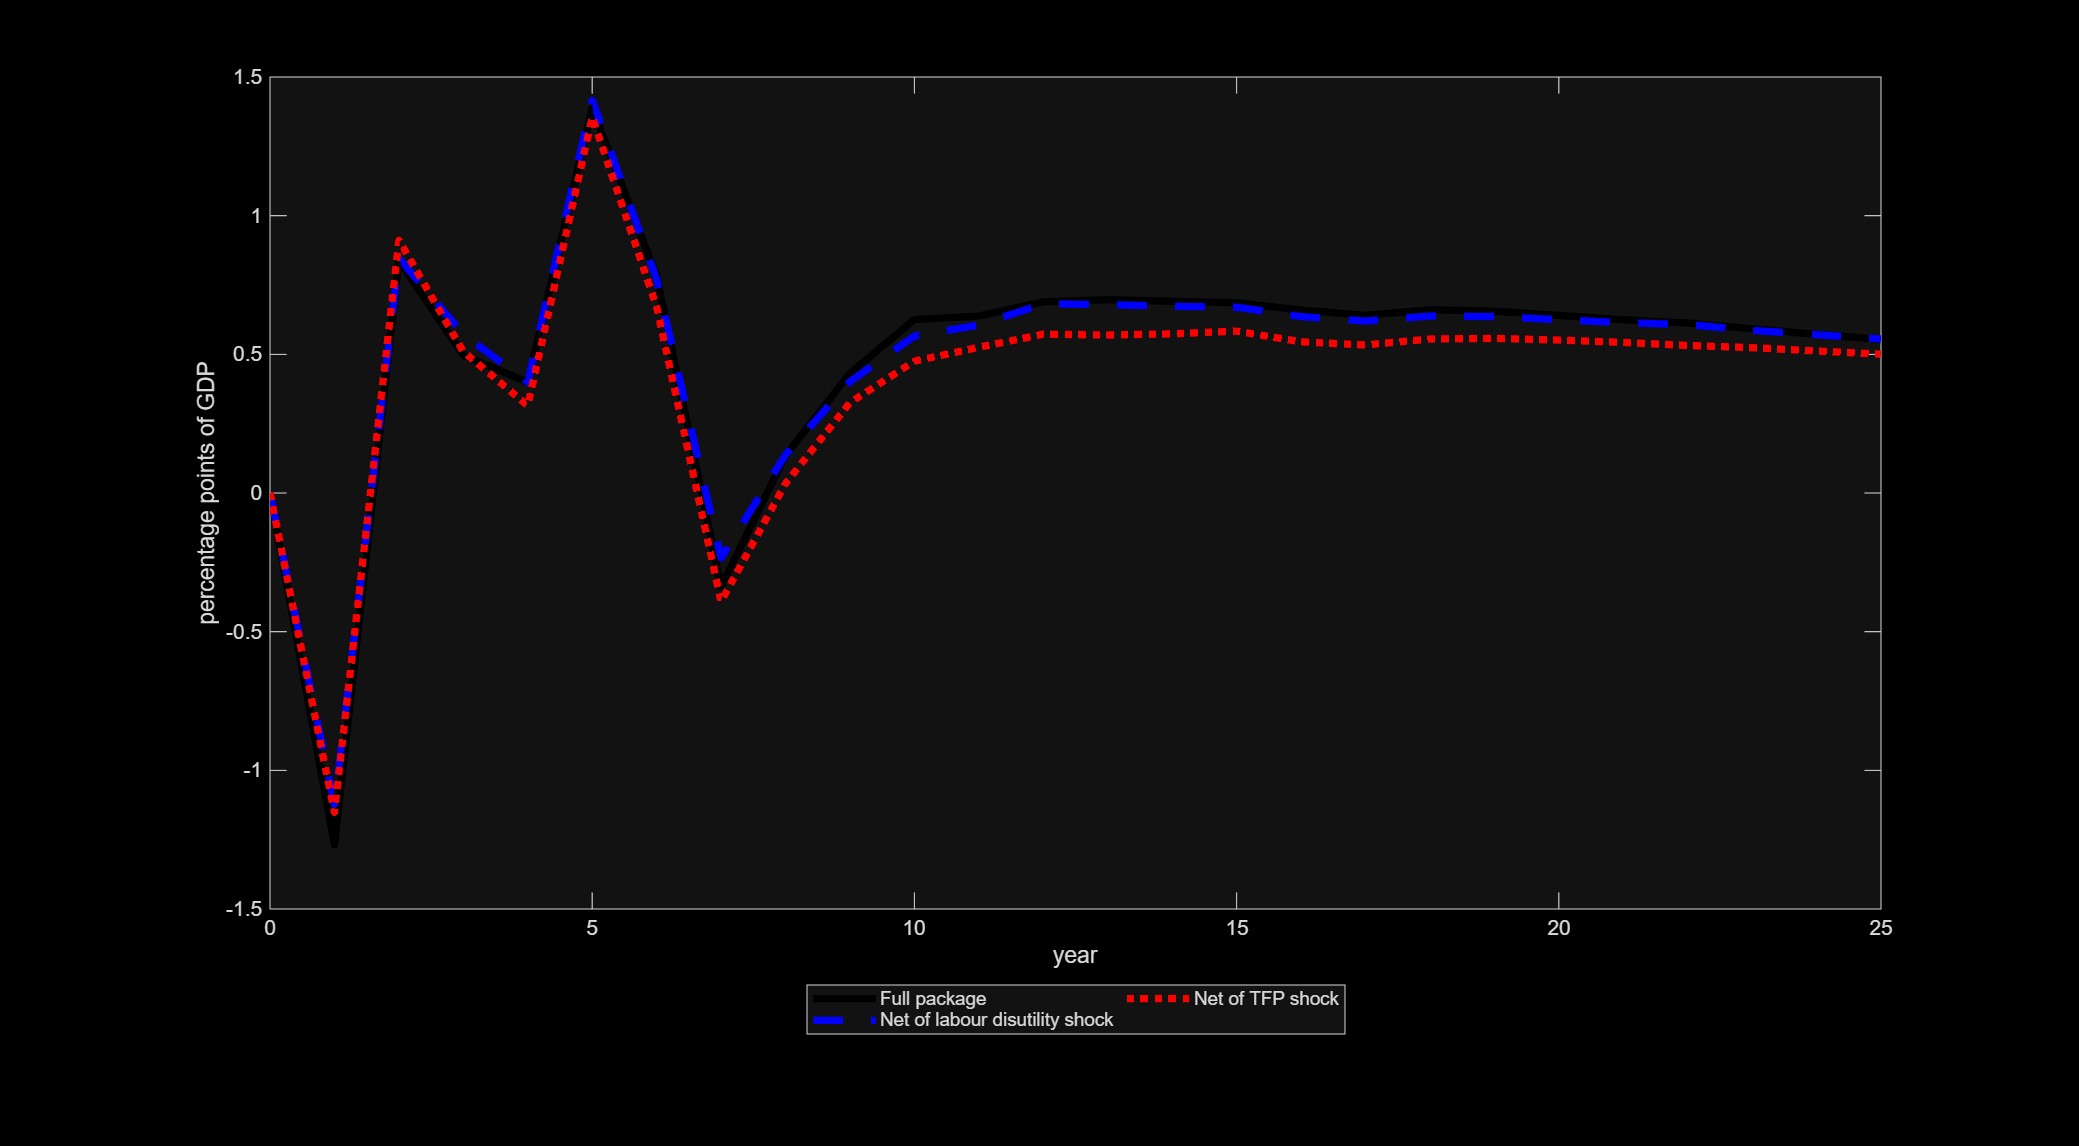 1.5
1
0.5
0
-0.5
-1
-1.5
percentage points of GDP
0 5 10 15 20 25
year
Full package Net of TFP shock
Net of labour disutility shock